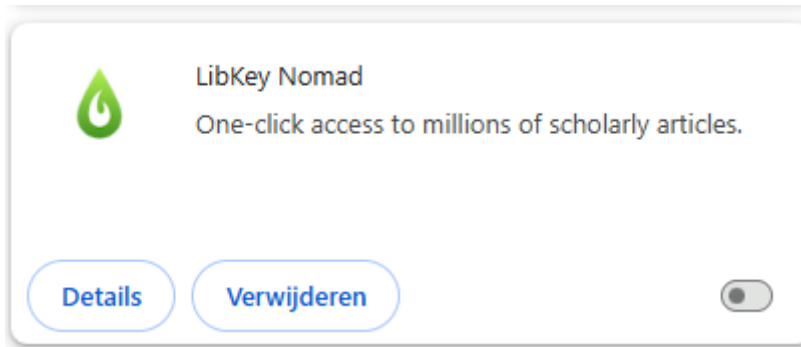 LibKey Nomad
One-click access to millions of scholarly articles.
Details Verwijderen